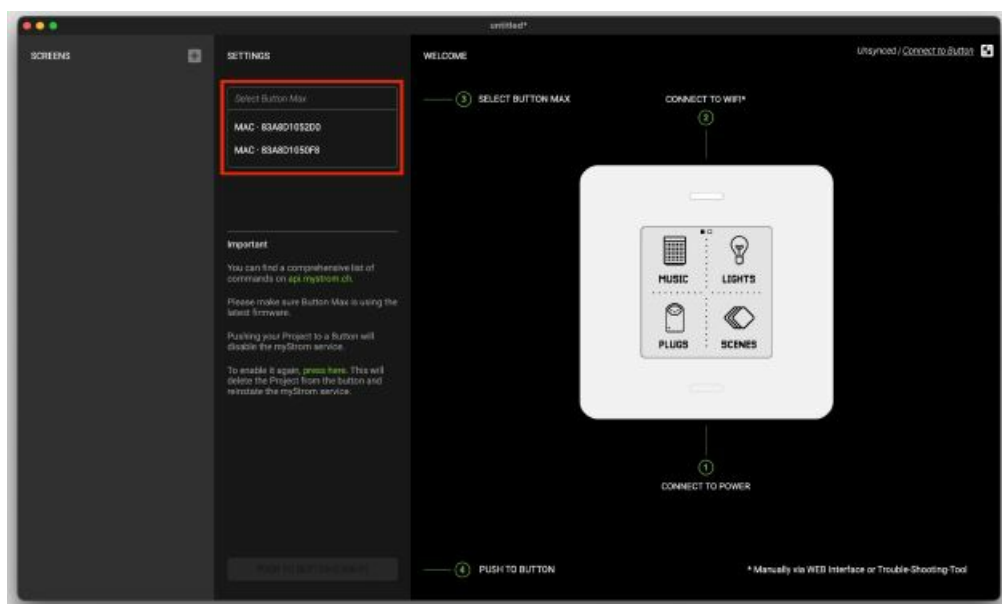 untitled*
SCREENS
SETTINGS
WELCOME
Unsynced / Connect to Button
Select Button Max
MAC - 83A8D1052D0
MAC - 83A8D1050F8
3 SELECT BUTTON MAX
CONNECT TO WIFI*
2
MUSIC
LIGHTS
PLUGS
SCENES
Important
You can find a comprehensive list of
commands on api.mystrom.ch.
Please make sure Button Max is using the
latest firmware.
Pushing your Project to a Button will
disable the myStrom service.
To enable it again, press here. This will
delete the Project from the button and
reinstate the myStrom service.
1
CONNECT TO POWER
4 PUSH TO BUTTON
* Manually via WEB Interface or Trouble-Shooting-Tool